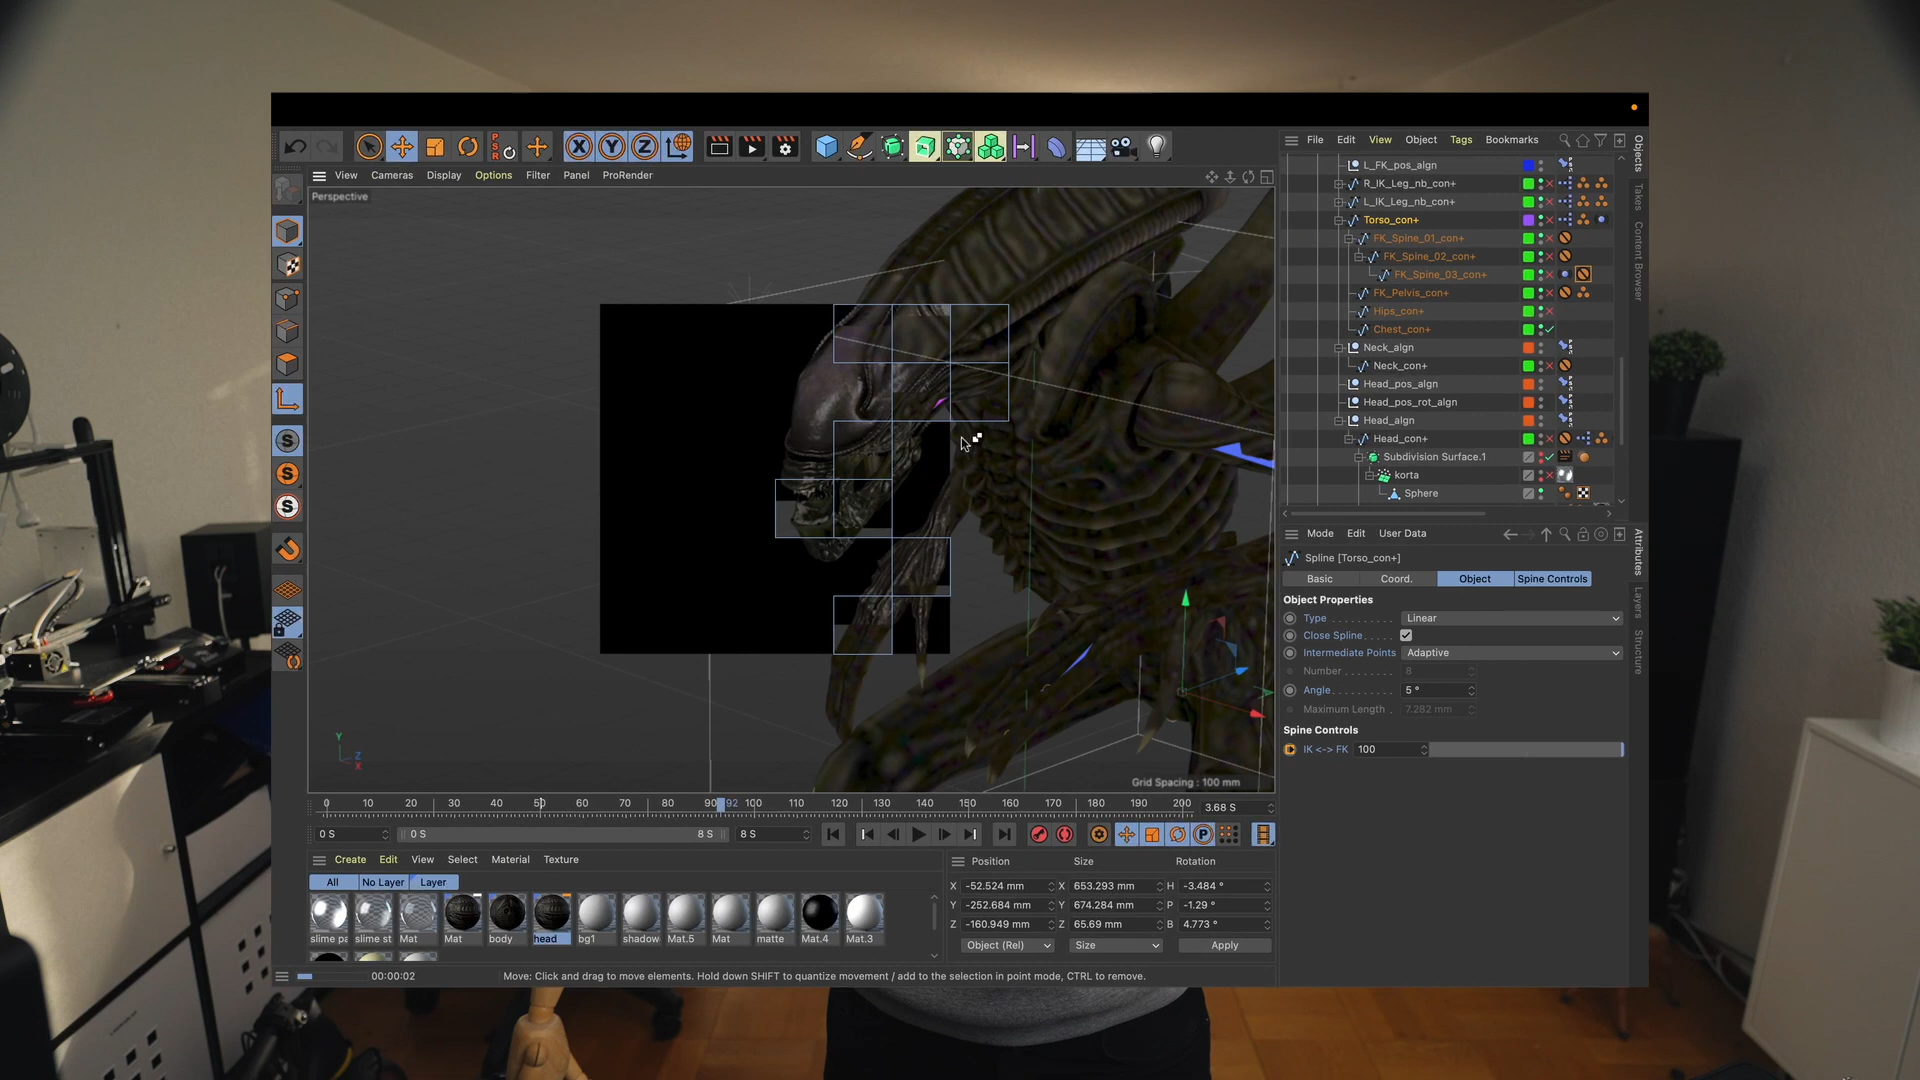 File Edit View Object Tags Bookmarks
View Cameras Display Options Filter Panel ProRender
Perspective
L_FK_pos_algn
R_IK_Leg_nb_con+
L_IK_Leg_nb_con+
Torso_con+
FK_Spine_01_con+
FK_Spine_02_con+
FK_Spine_03_con+
FK_Pelvis_con+
Hips_con+
Chest_con+
Neck_algn
Neck_con+
Head_pos_algn
Head_pos_rot_algn
Head_algn
Head_con+
Subdivision Surface.1
korta
Sphere
Objects
Takes
Content Browser
Mode Edit User Data
Spline [Torso_con+]
Basic Coord. Object Spine Controls
Object Properties
Type Linear
Close Spline . . . . .
Intermediate Points Adaptive
Number . . . . . . . . 8
Angle . . . . . . . . . 5 °
Maximum Length . 7.282 mm
Spine Controls
IK <-> FK 100
Attributes
Layers
Structure
X Y Z
PSR
Y
Z
X
Grid Spacing : 100 mm
0 10 20 30 40 50 60 70 80 90 92 100 110 120 130 140 150 160 170 180 190 200 3.68 S
0 S 0 S 8 S 8 S
Create Edit View Select Material Texture
All No Layer Layer
slime pa slime st Mat Mat body head bg1 shadow Mat.5 Mat matte Mat.4 Mat.3
Position Size Rotation
X -52.524 mm X 653.293 mm H -3.484 °
Y -252.684 mm Y 674.284 mm P -1.29 °
Z -160.949 mm Z 65.69 mm B 4.773 °
Object (Rel) Size Apply
00:00:02 Move: Click and drag to move elements. Hold down SHIFT to quantize movement / add to the selection in point mode, CTRL to remove.